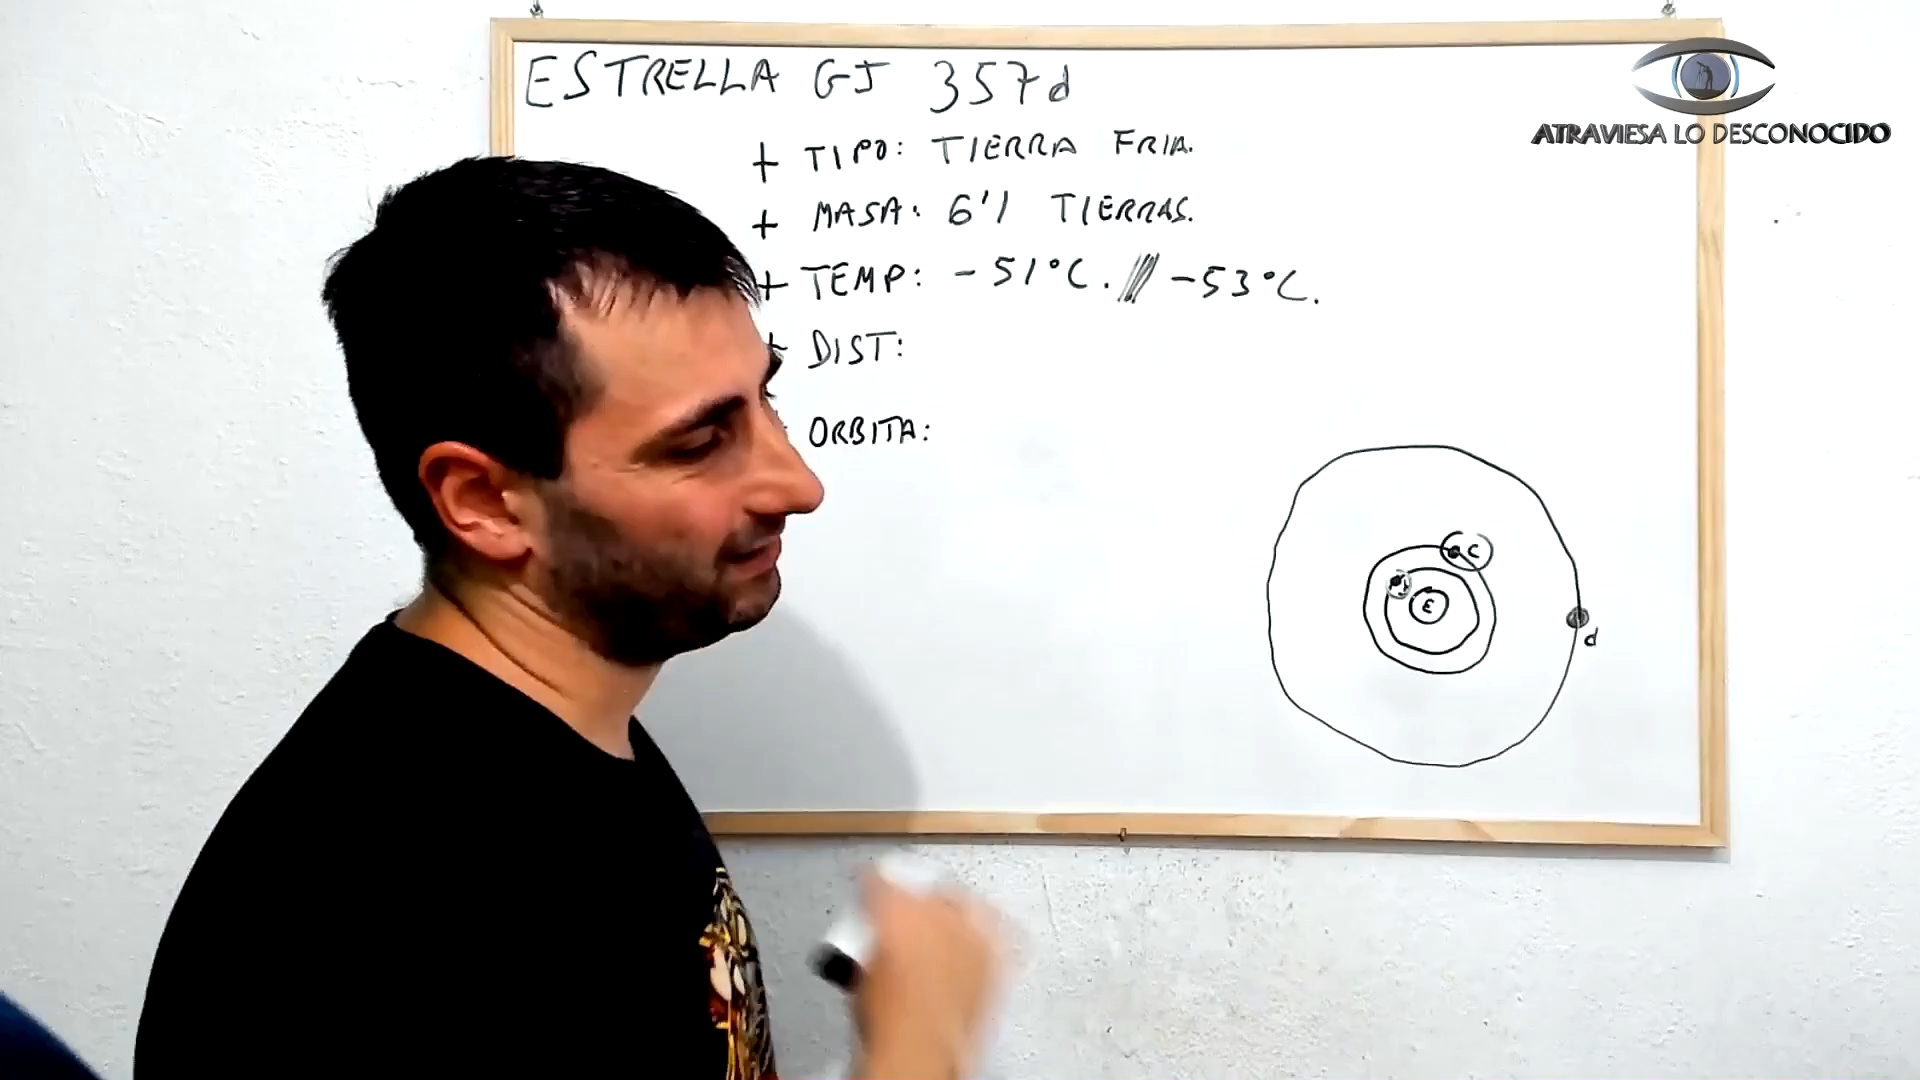 ESTRELLA GJ 357d
ATRAVIESA LO DESCONOCIDO
+ TIPO: TIERRA FRIA.
+ MASA: 6'1 TIERRAS.
+ TEMP: -51°C. /// -53°C.
+ DIST:
ORBITA:
C
E
d